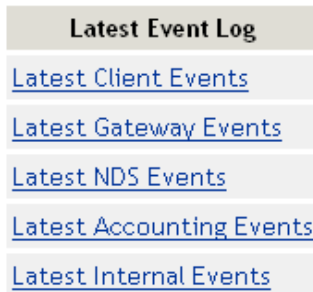 Latest Event Log
Latest Client Events
Latest Gateway Events
Latest NDS Events
Latest Accounting Events
Latest Internal Events